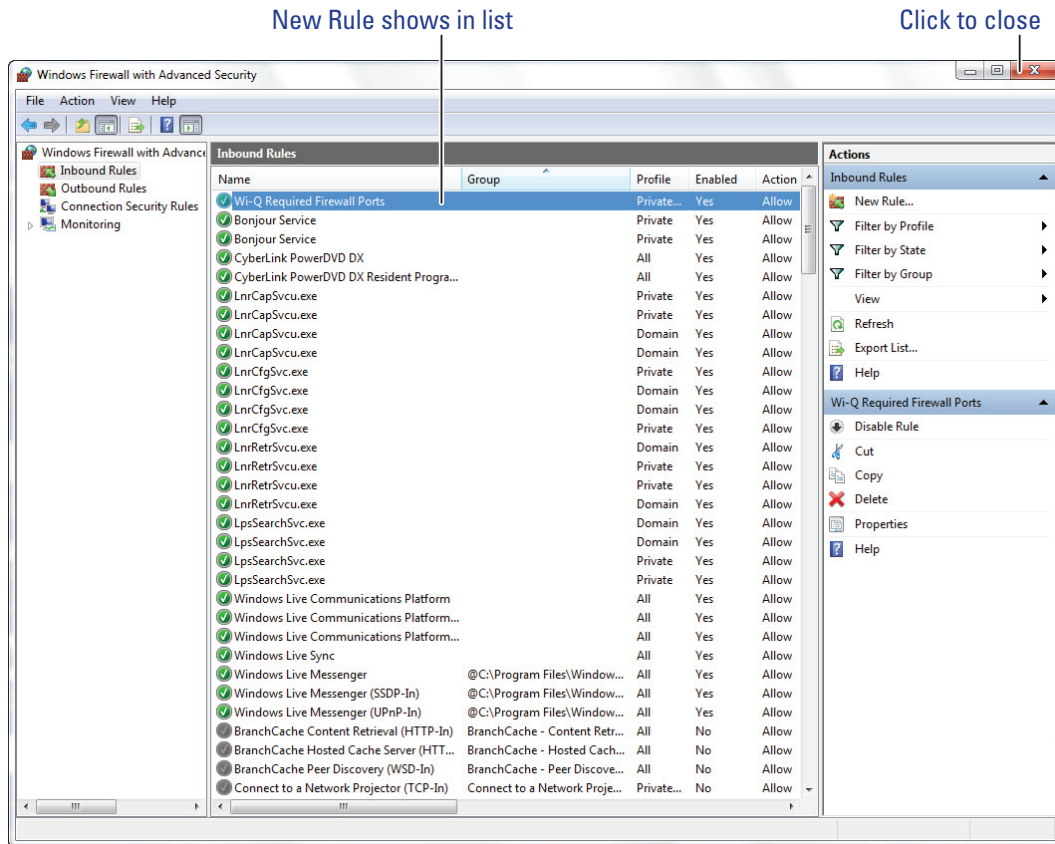 New Rule shows in list
Click to close
Windows Firewall with Advanced Security
File Action View Help
Windows Firewall with Advance
Inbound Rules
Outbound Rules
Connection Security Rules
Monitoring
Inbound Rules
Name Group Profile Enabled Action
Wi-Q Required Firewall Ports Private... Yes Allow
Bonjour Service Private Yes Allow
Bonjour Service Private Yes Allow
CyberLink PowerDVD DX All Yes Allow
CyberLink PowerDVD DX Resident Progra... All Yes Allow
LnrCapSvcu.exe Private Yes Allow
LnrCapSvcu.exe Private Yes Allow
LnrCapSvcu.exe Domain Yes Allow
LnrCapSvcu.exe Domain Yes Allow
LnrCfgSvc.exe Private Yes Allow
LnrCfgSvc.exe Domain Yes Allow
LnrCfgSvc.exe Domain Yes Allow
LnrCfgSvc.exe Private Yes Allow
LnrRetrSvcu.exe Domain Yes Allow
LnrRetrSvcu.exe Private Yes Allow
LnrRetrSvcu.exe Private Yes Allow
LnrRetrSvcu.exe Domain Yes Allow
LpsSearchSvc.exe Domain Yes Allow
LpsSearchSvc.exe Domain Yes Allow
LpsSearchSvc.exe Private Yes Allow
LpsSearchSvc.exe Private Yes Allow
Windows Live Communications Platform All Yes Allow
Windows Live Communications Platform... All Yes Allow
Windows Live Communications Platform... All Yes Allow
Windows Live Sync All Yes Allow
Windows Live Messenger @C:\Program Files\Window... All Yes Allow
Windows Live Messenger (SSDP-In) @C:\Program Files\Window... All Yes Allow
Windows Live Messenger (UPnP-In) @C:\Program Files\Window... All Yes Allow
BranchCache Content Retrieval (HTTP-In) BranchCache - Content Retr... All No Allow
BranchCache Hosted Cache Server (HTT... BranchCache - Hosted Cach... All No Allow
BranchCache Peer Discovery (WSD-In) BranchCache - Peer Discove... All No Allow
Connect to a Network Projector (TCP-In) Connect to a Network Proje... Private... No Allow
Actions
Inbound Rules
New Rule...
Filter by Profile
Filter by State
Filter by Group
View
Refresh
Export List...
Help
Wi-Q Required Firewall Ports
Disable Rule
Cut
Copy
Delete
Properties
Help